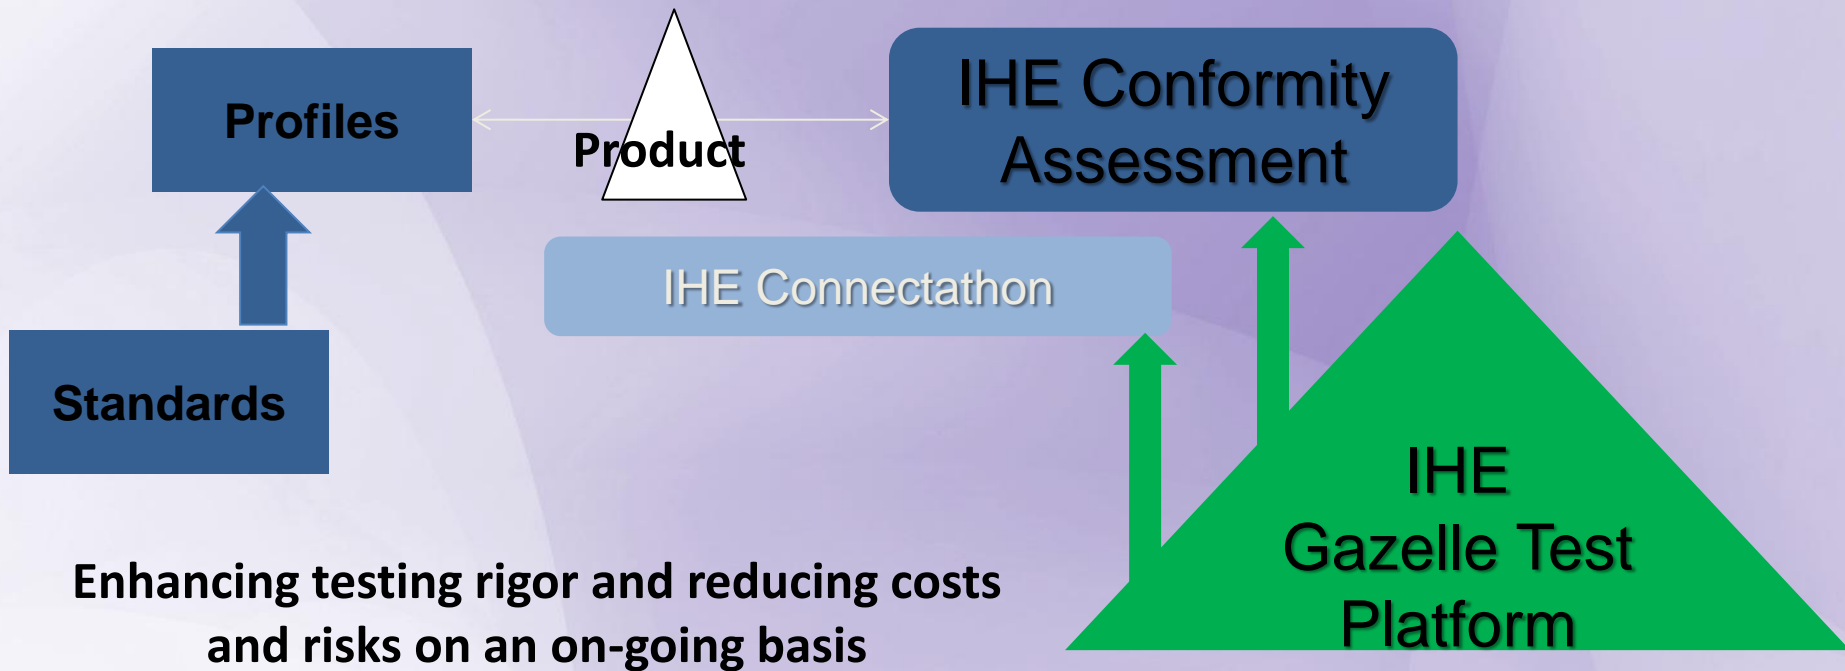 Profiles
Product
IHE Conformity
Assessment
IHE Connectathon
Standards
IHE
Gazelle Test
Platform
Enhancing testing rigor and reducing costs
and risks on an on-going basis